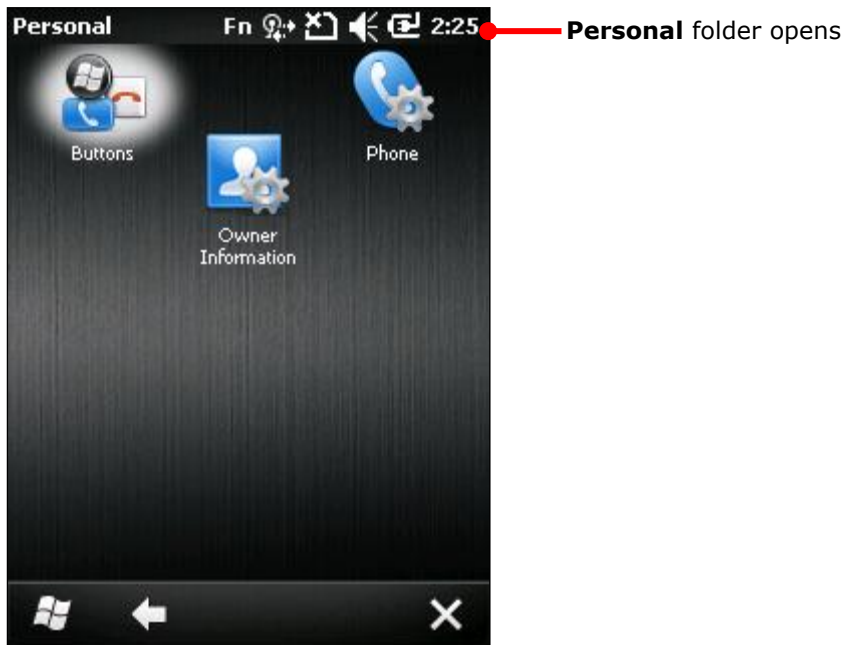 Personal Fn 2:25
Personal folder opens
Buttons
Phone
Owner
Information